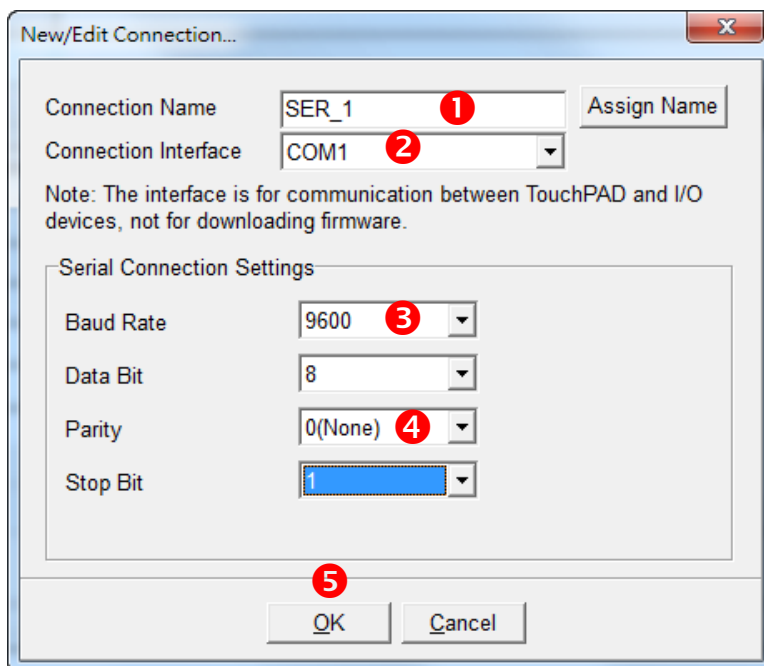 New/Edit Connection...
Connection Name SER_1 1 Assign Name
Connection Interface COM1 2
Note: The interface is for communication between TouchPAD and I/O
devices, not for downloading firmware.
Serial Connection Settings
Baud Rate 9600 3
Data Bit 8
Parity 0(None) 4
Stop Bit 1
5
OK Cancel